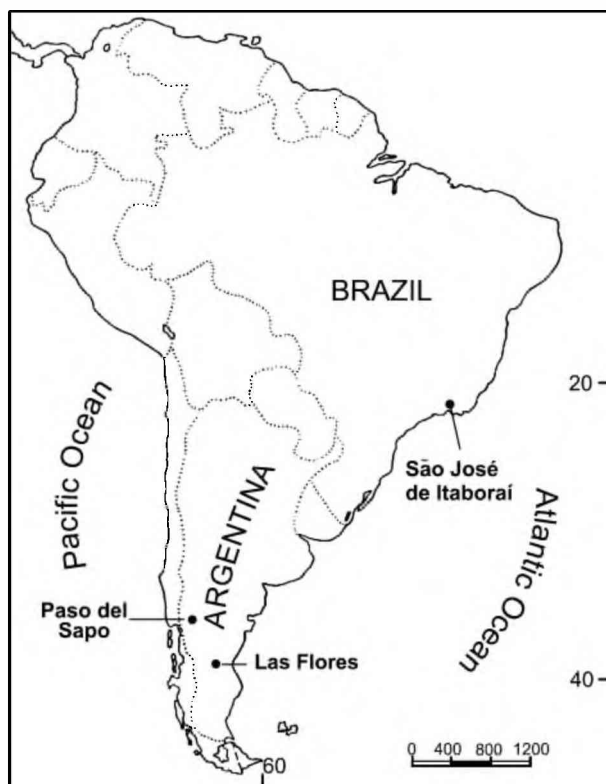 BRAZIL
20
Pacific Ocean
São José
de Itaboraí
ARGENTINA
Atlantic Ocean
Paso del
Sapo
Las Flores
40
0 400 800 1200
60